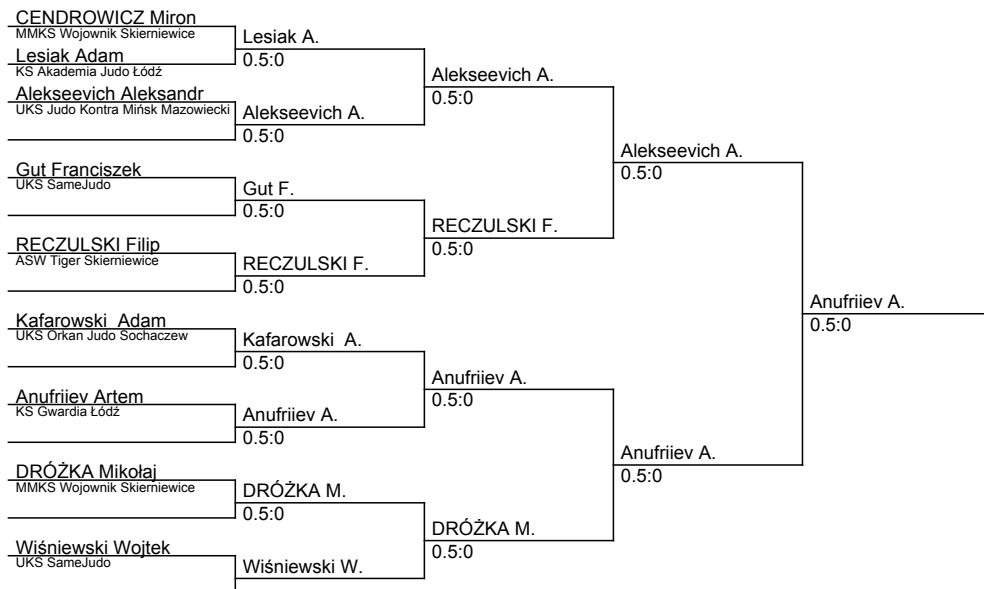 CENDROWICZ Miron
MMKS Wojownik Skierniewice
Lesiak Adam
KS Akademia Judo Łódź
Alekseevich Aleksandr
UKS Judo Kontra Mińsk Mazowiecki
Gut Franciszek
UKS SameJudo
RECZULSKI Filip
ASW Tiger Skierniewice
Kafarowski  Adam
UKS Orkan Judo Sochaczew
Anufriiev Artem
KS Gwardia Łódź
DRÓŻKA Mikołaj
MMKS Wojownik Skierniewice
Wiśniewski Wojtek
UKS SameJudo
Lesiak A.
0.5:0
Alekseevich A.
0.5:0
Gut F.
0.5:0
RECZULSKI F.
0.5:0
Kafarowski  A.
0.5:0
Anufriiev A.
0.5:0
DRÓŻKA M.
0.5:0
Wiśniewski W.
Alekseevich A.
0.5:0
RECZULSKI F.
0.5:0
Anufriiev A.
0.5:0
DRÓŻKA M.
0.5:0
Alekseevich A.
0.5:0
Anufriiev A.
0.5:0
Anufriiev A.
0.5:0